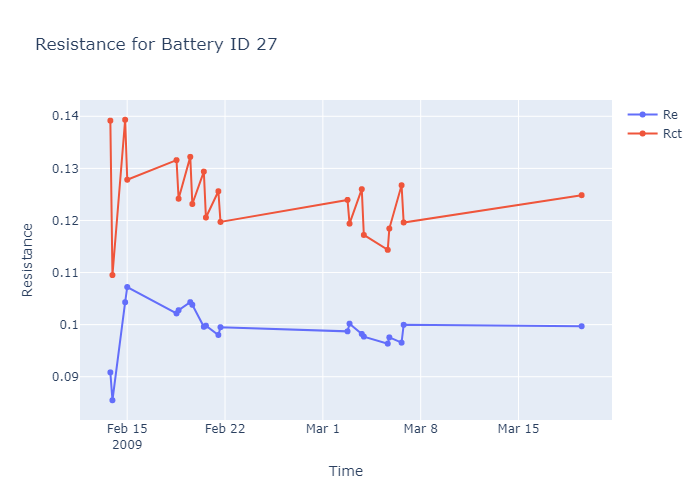 Resistance for Battery ID 27
Re
Rct
0.14
0.13
0.12
0.11
0.1
0.09
Resistance
Feb 15
2009
Feb 22
Mar 1
Mar 8
Mar 15
Time